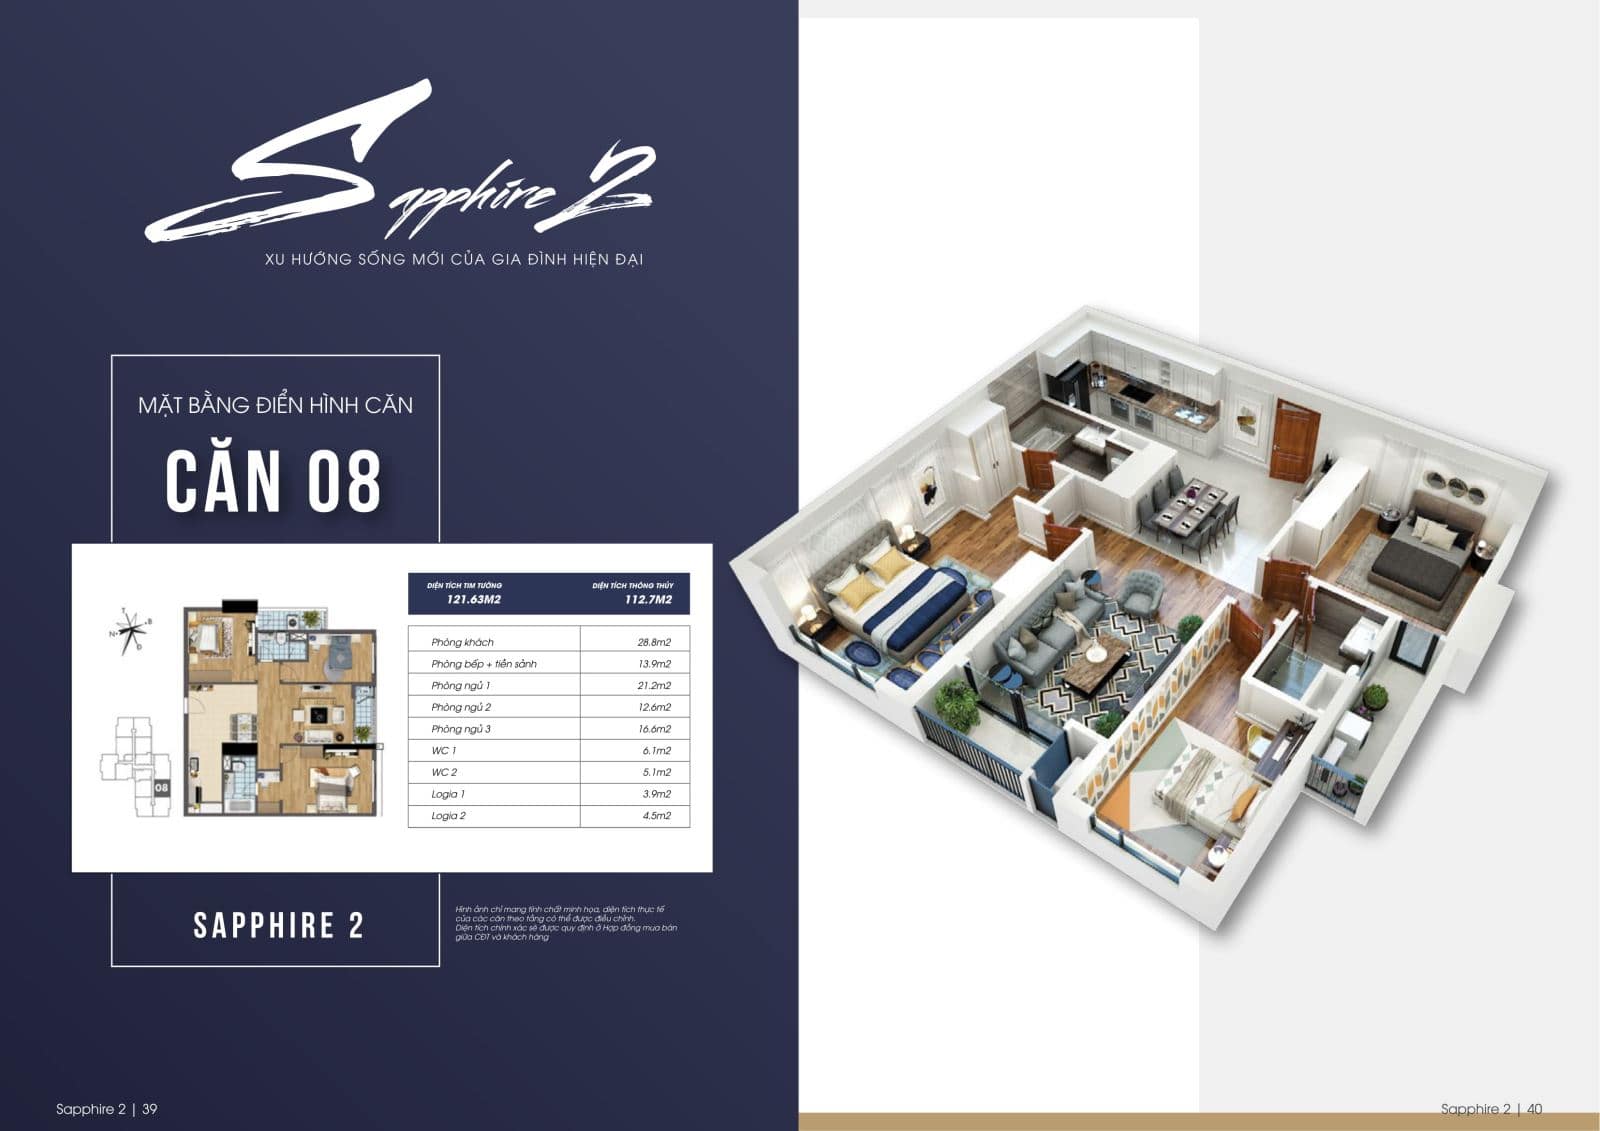 Sapphire 2
XU HƯỚNG SỐNG MỚI CỦA GIA ĐÌNH HIỆN ĐẠI
MẶT BẰNG ĐIỂN HÌNH CĂN
CĂN 08
DIỆN TÍCH TIM TƯỜNG DIỆN TÍCH THÔNG THỦY
121.63M2 112.7M2
Phòng khách 28.8m2
Phòng bếp + tiền sảnh 13.9m2
Phòng ngủ 1 21.2m2
Phòng ngủ 2 12.6m2
Phòng ngủ 3 16.6m2
WC 1 6.1m2
WC 2 5.1m2
Logia 1 3.9m2
Logia 2 4.5m2
T
B
N
Đ
08
SAPPHIRE 2
Hình ảnh chỉ mang tính chất minh họa, diện tích thực tế
của các căn theo tầng có thể được điều chỉnh.
Diện tích chính xác sẽ được quy định ở Hợp đồng mua bán
giữa CĐT và khách hàng
Sapphire 2 | 39
Sapphire 2 | 40